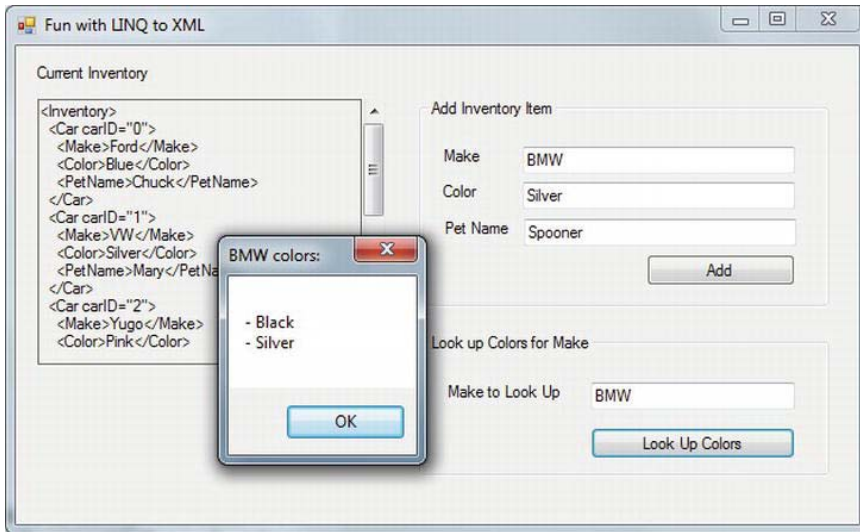 Fun with LINQ to XML
Current Inventory
<Inventory>
<Car carID="0">
<Make>Ford</Make>
<Color>Blue</Color>
<PetName>Chuck</PetName>
</Car>
<Car carID="1">
<Make>VW</Make>
<Color>Silver</Color>
<PetName>Mary</PetNa
</Car>
<Car carID="2">
<Make>Yugo</Make>
<Color>Pink</Color>
Add Inventory Item
Make BMW
Color Silver
Pet Name Spooner
Add
BMW colors:
- Black
- Silver
OK
Look up Colors for Make
Make to Look Up BMW
Look Up Colors